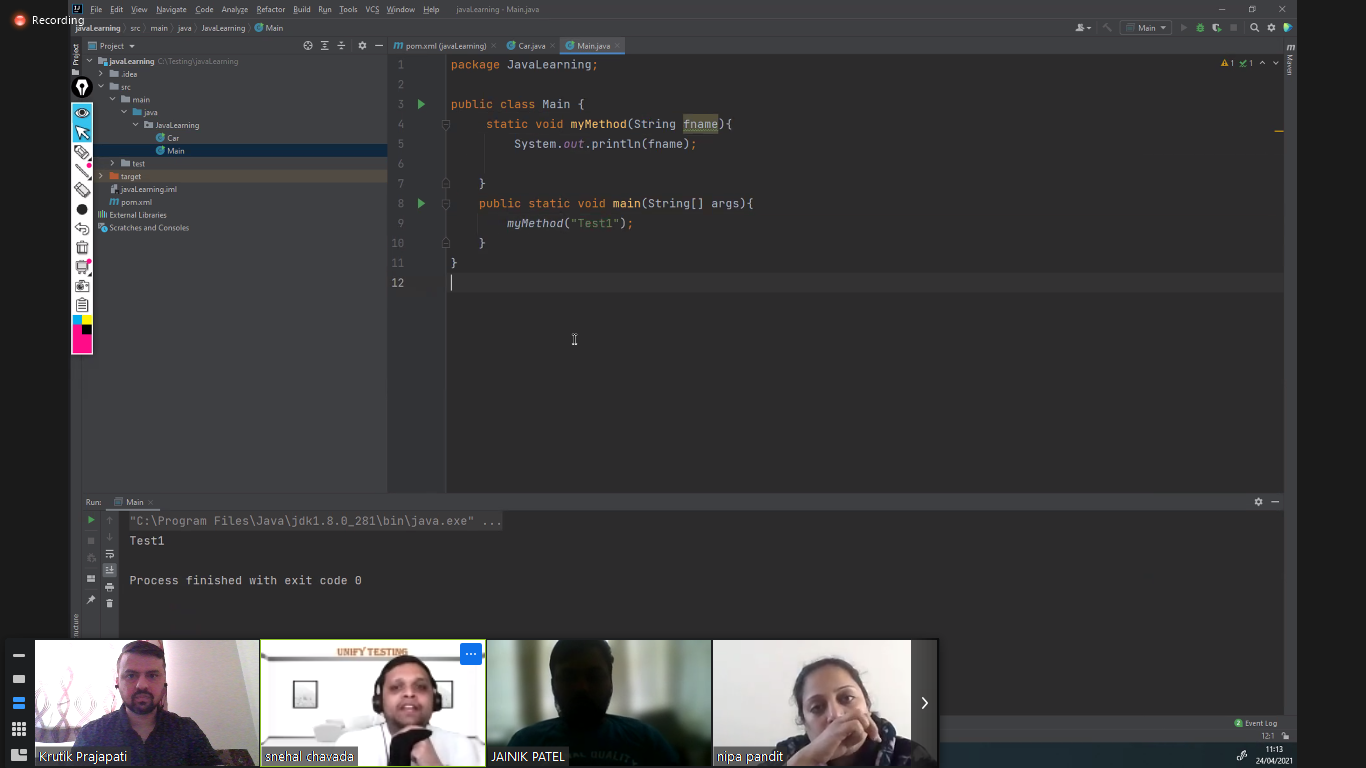 Recording
File Edit View Navigate Code Analyze Refactor Build Run Tools VCS Window Help javaLearning - Main.java
javaLearning src main java JavaLearning Main
Main
Project
Project
pom.xml (javaLearning) Car.java Main.java
Maven
javaLearning C:\Testing\javaLearning
.idea
src
main
java
JavaLearning
Car
Main
test
target
javaLearning.iml
pom.xml
External Libraries
Scratches and Consoles
1 package JavaLearning;
1 1
2
3 public class Main {
4 static void myMethod(String fname){
5 System.out.println(fname);
6
7 }
8 public static void main(String[] args){
9 myMethod("Test1");
10 }
11 }
12
Run: Main
"C:\Program Files\Java\jdk1.8.0_281\bin\java.exe" ...
Test1
Process finished with exit code 0
UNIFY TESTING
Krutik Prajapati
snehal chavada
JAINIK PATEL
nipa pandit
2 Event Log
12:1
11:13
24/04/2021